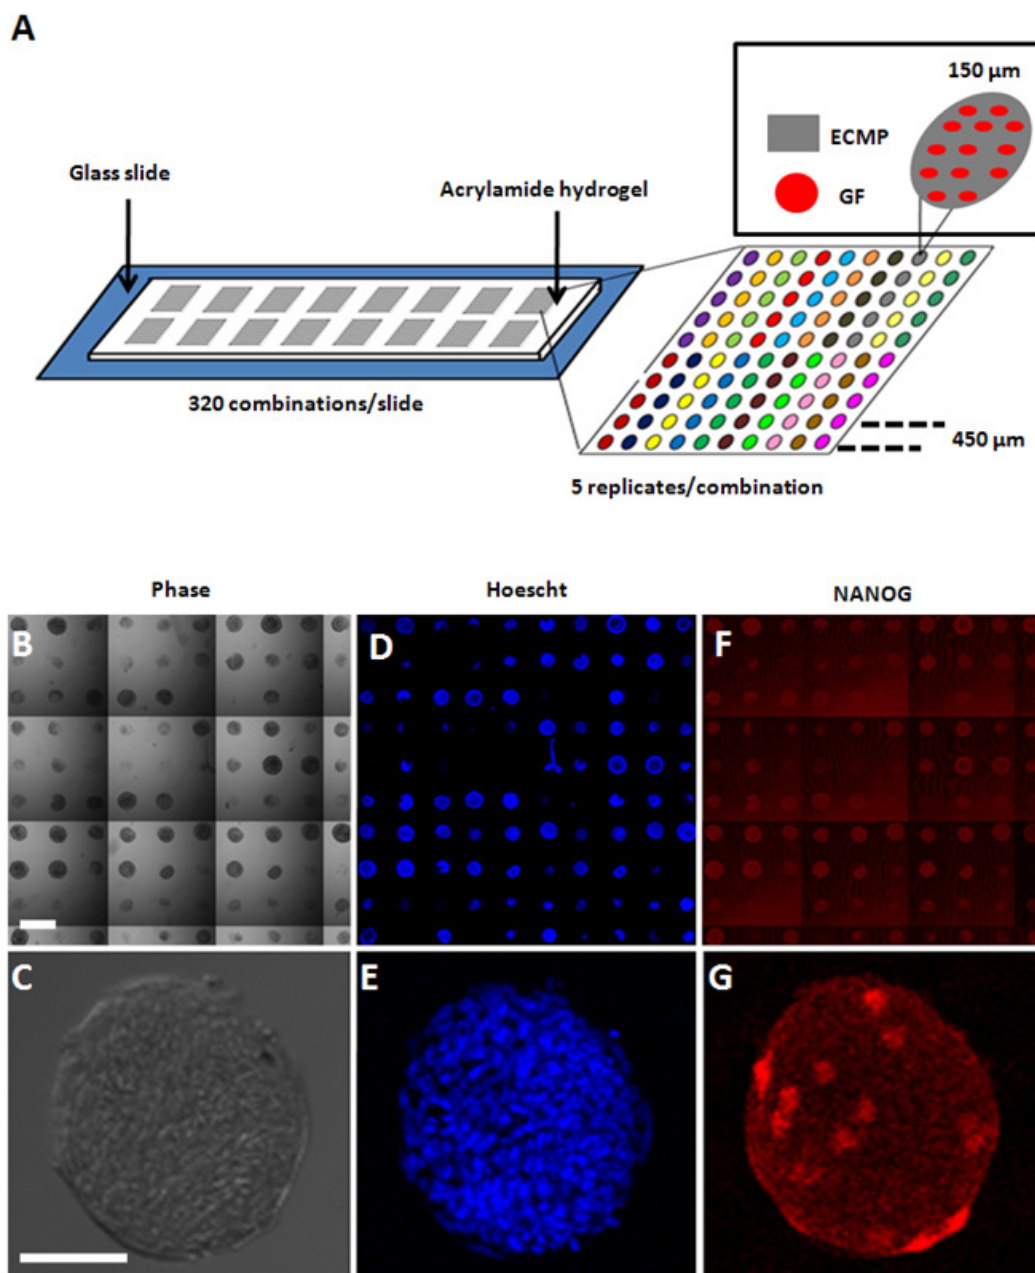 A
150 µm
ECMP
GF
Glass slide
Acrylamide hydrogel
320 combinations/slide
450 µm
5 replicates/combination
Phase
Hoescht
NANOG
B
D
F
C
E
G